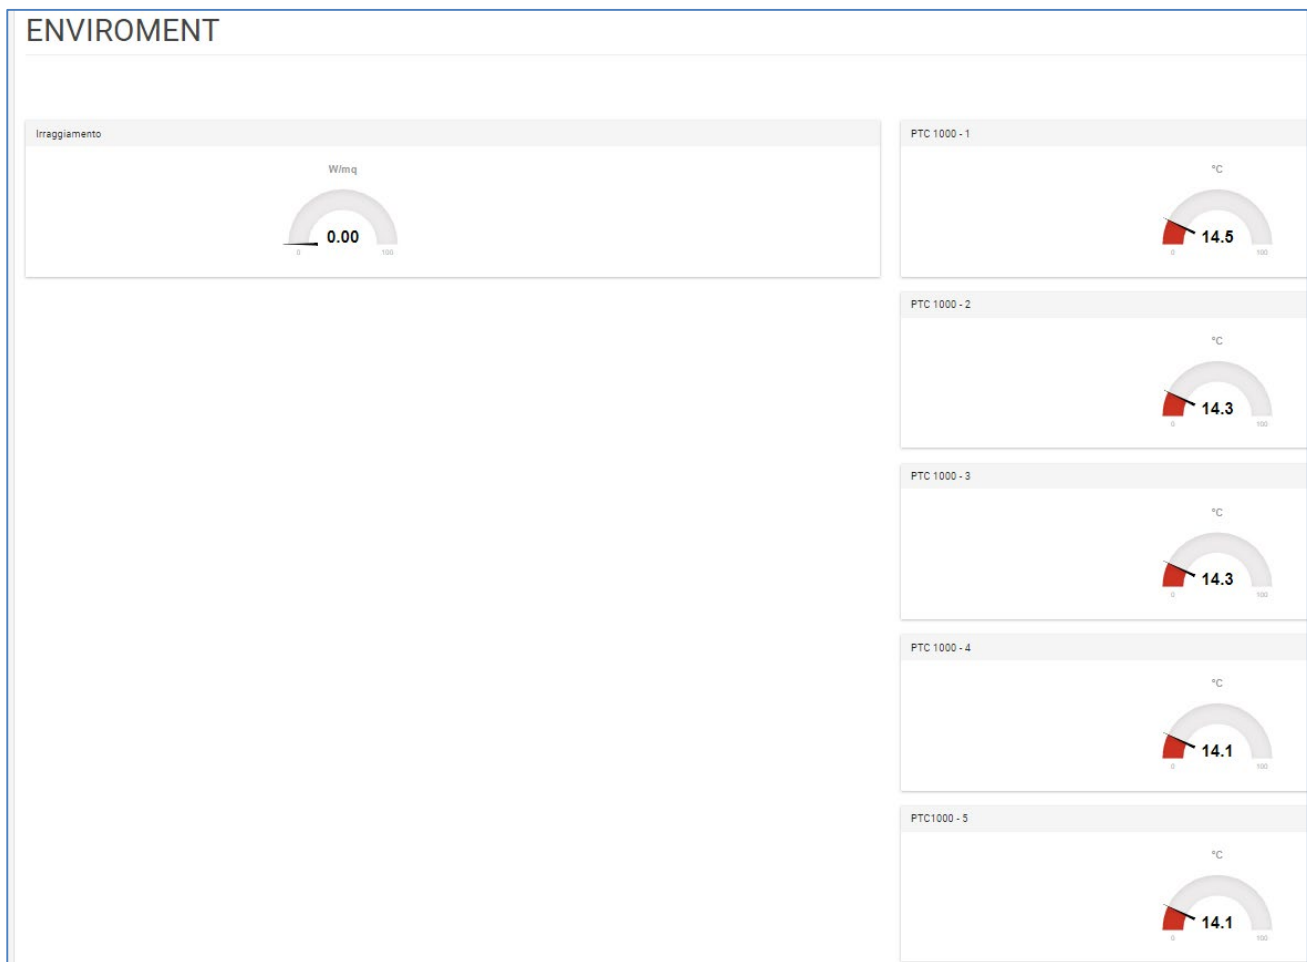 ENVIROMENT
Irraggiamento
W/mq
0.00
0 100
PTC 1000 - 1
°C
14.5
0 100
PTC 1000 - 2
°C
14.3
0 100
PTC 1000 - 3
°C
14.3
0 100
PTC 1000 - 4
°C
14.1
0 100
PTC1000 - 5
°C
14.1
0 100